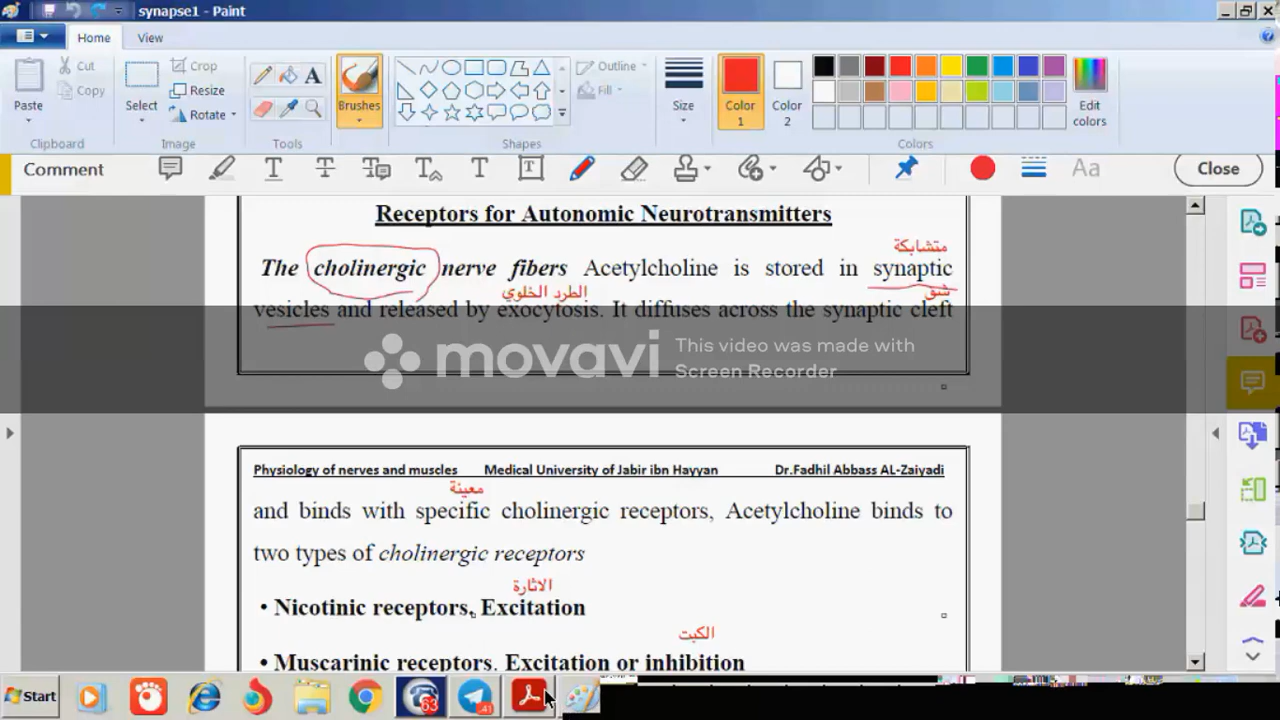 synapse1 - Paint
Home View
Paste
Cut
Copy
Clipboard
Select
Crop
Resize
Rotate
Image
Tools
Brushes
Shapes
Outline
Fill
Size
Color 1
Color 2
Edit colors
Colors
Comment
Close
Receptors for Autonomic Neurotransmitters
متشابكة
The cholinergic nerve fibers Acetylcholine is stored in synaptic
الطرد الخلوي شق
vesicles and released by exocytosis. It diffuses across the synaptic cleft
movavi This video was made with
Screen Recorder
Physiology of nerves and muscles Medical University of Jabir ibn Hayyan Dr.Fadhil Abbass AL-Zaiyadi
معينة
and binds with specific cholinergic receptors, Acetylcholine binds to
two types of cholinergic receptors
الاثارة
• Nicotinic receptors, Excitation
الكبت
• Muscarinic receptors. Excitation or inhibition
Start
63
41